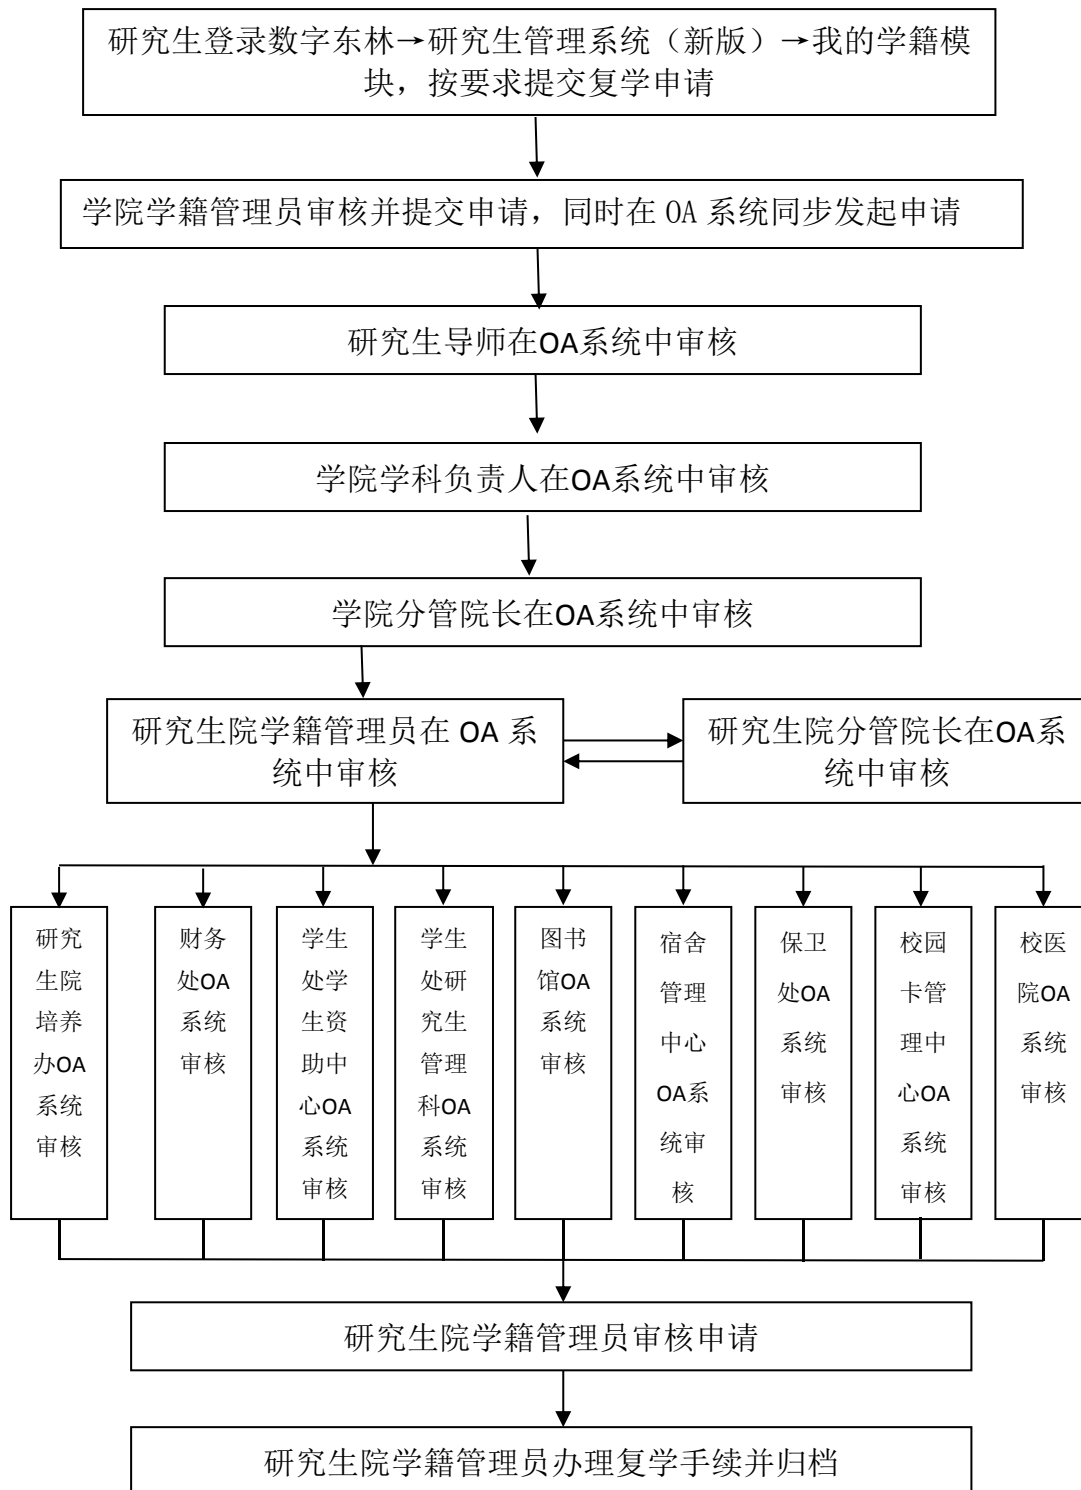 研究生登录数字东林→研究生管理系统（新版）→我的学籍模
块，按要求提交复学申请
学院学籍管理员审核并提交申请，同时在 OA 系统同步发起申请
研究生导师在OA系统中审核
学院学科负责人在OA系统中审核
学院分管院长在OA系统中审核
研究生院学籍管理员在 OA 系
统中审核
研究生院分管院长在OA系
统中审核
研究
生院
培养
办OA
系统
审核
财务
处OA
系统
审核
学生
处学
生资
助中
心OA
系统
审核
学生
处研
究生
管理
科OA
系统
审核
图书
馆OA
系统
审核
宿舍
管理
中心
OA系
统审
核
保卫
处OA
系统
审核
校园
卡管
理中
心OA
系统
审核
校医
院OA
系统
审核
研究生院学籍管理员审核申请
研究生院学籍管理员办理复学手续并归档